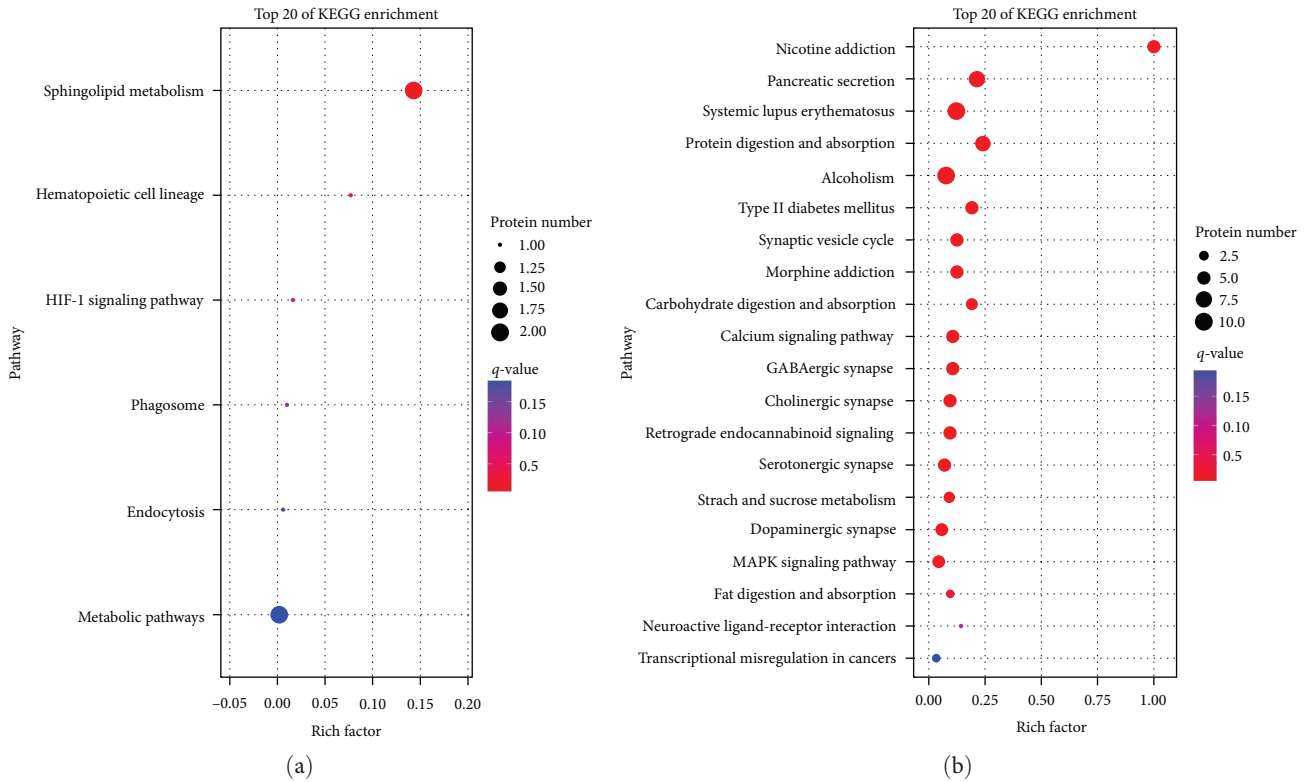 Top 20 of KEGG enrichment
Pathway
Sphingolipid metabolism
Hematopoietic cell lineage
HIF-1 signaling pathway
Phagosome
Endocytosis
Metabolic pathways
−0.05 0.00 0.05 0.10 0.15 0.20
Rich factor
Protein number
1.00
1.25
1.50
1.75
2.00
q-value
0.15
0.10
0.5
(a)
Top 20 of KEGG enrichment
Pathway
Nicotine addiction
Pancreatic secretion
Systemic lupus erythematosus
Protein digestion and absorption
Alcoholism
Type II diabetes mellitus
Synaptic vesicle cycle
Morphine addiction
Carbohydrate digestion and absorption
Calcium signaling pathway
GABAergic synapse
Cholinergic synapse
Retrograde endocannabinoid signaling
Serotonergic synapse
Strach and sucrose metabolism
Dopaminergic synapse
MAPK signaling pathway
Fat digestion and absorption
Neuroactive ligand-receptor interaction
Transcriptional misregulation in cancers
0.00 0.25 0.50 0.75 1.00
Rich factor
Protein number
2.5
5.0
7.5
10.0
q-value
0.15
0.10
0.5
(b)